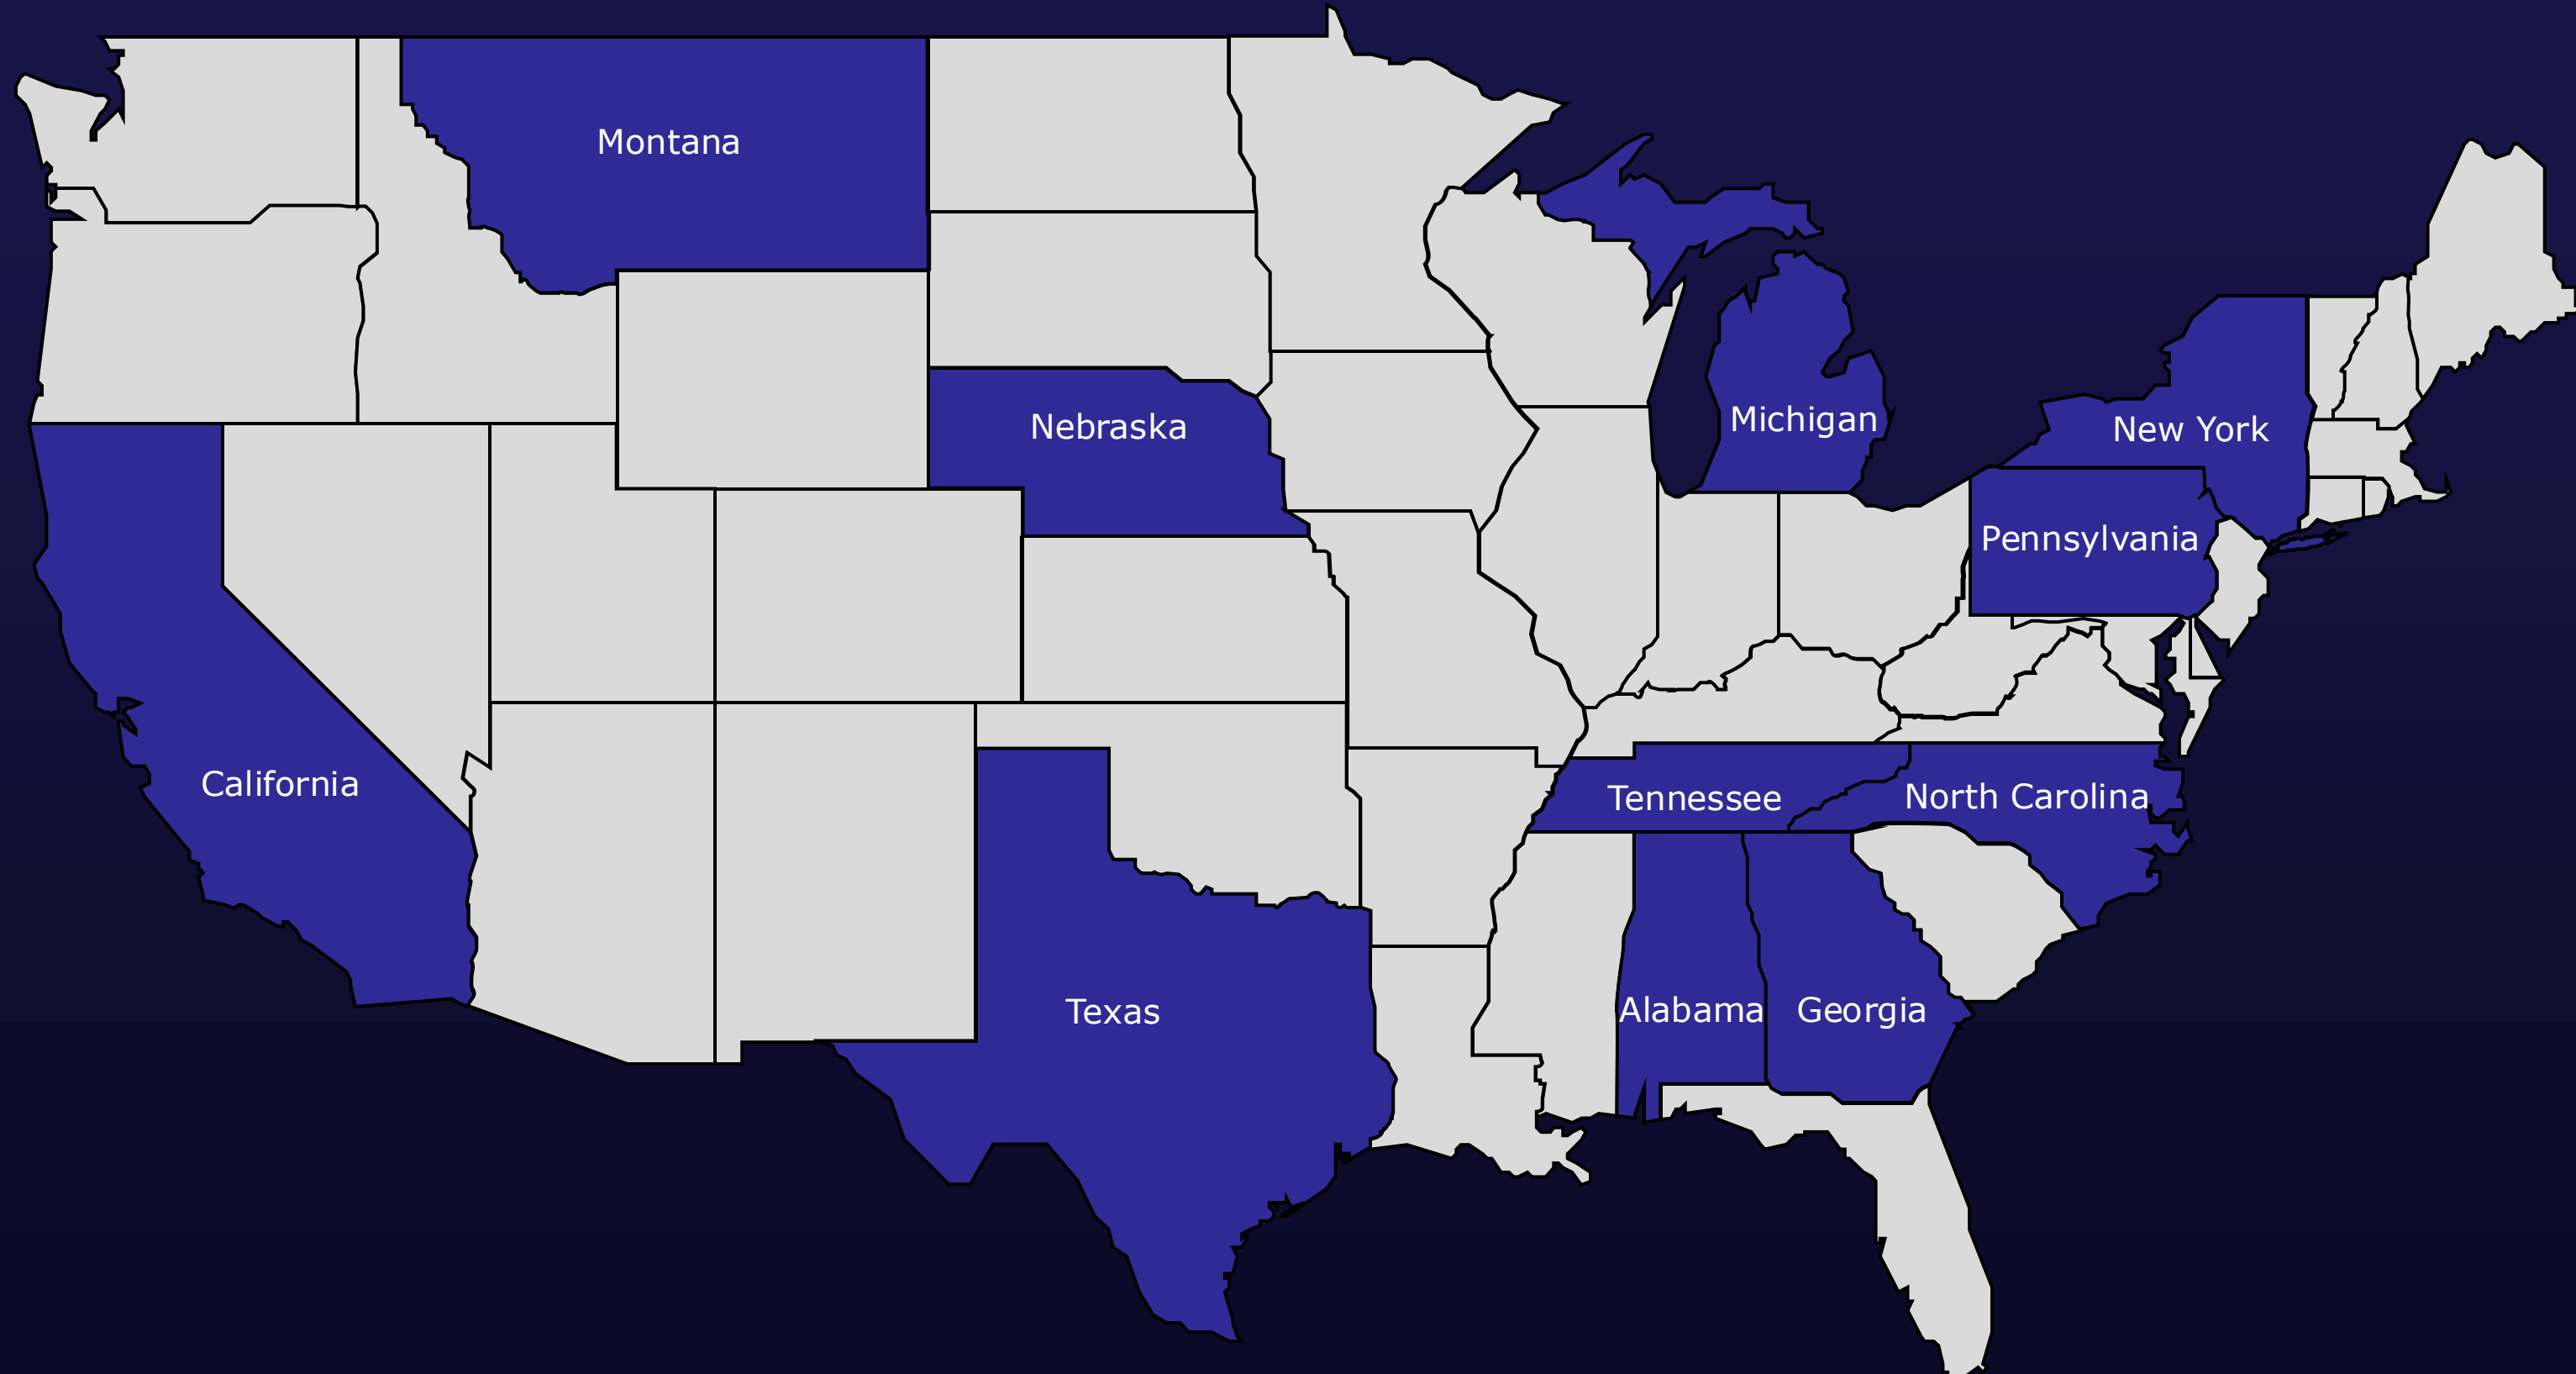 Montana
Nebraska
Michigan
New York
Pennsylvania
California
Tennessee
North Carolina
Texas
Alabama
Georgia